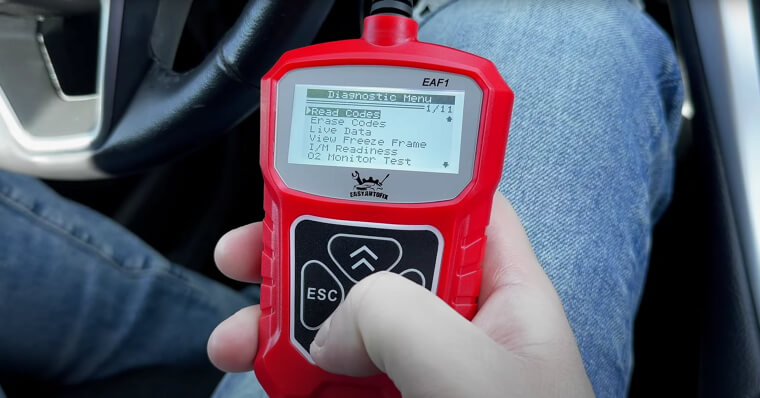 EAF1
Diagnostic Menu
1/11
Read Codes
Erase Codes
Live Data
View Freeze Frame
I/M Readiness
O2 Monitor Test
EASYAUTOFIX
ESC